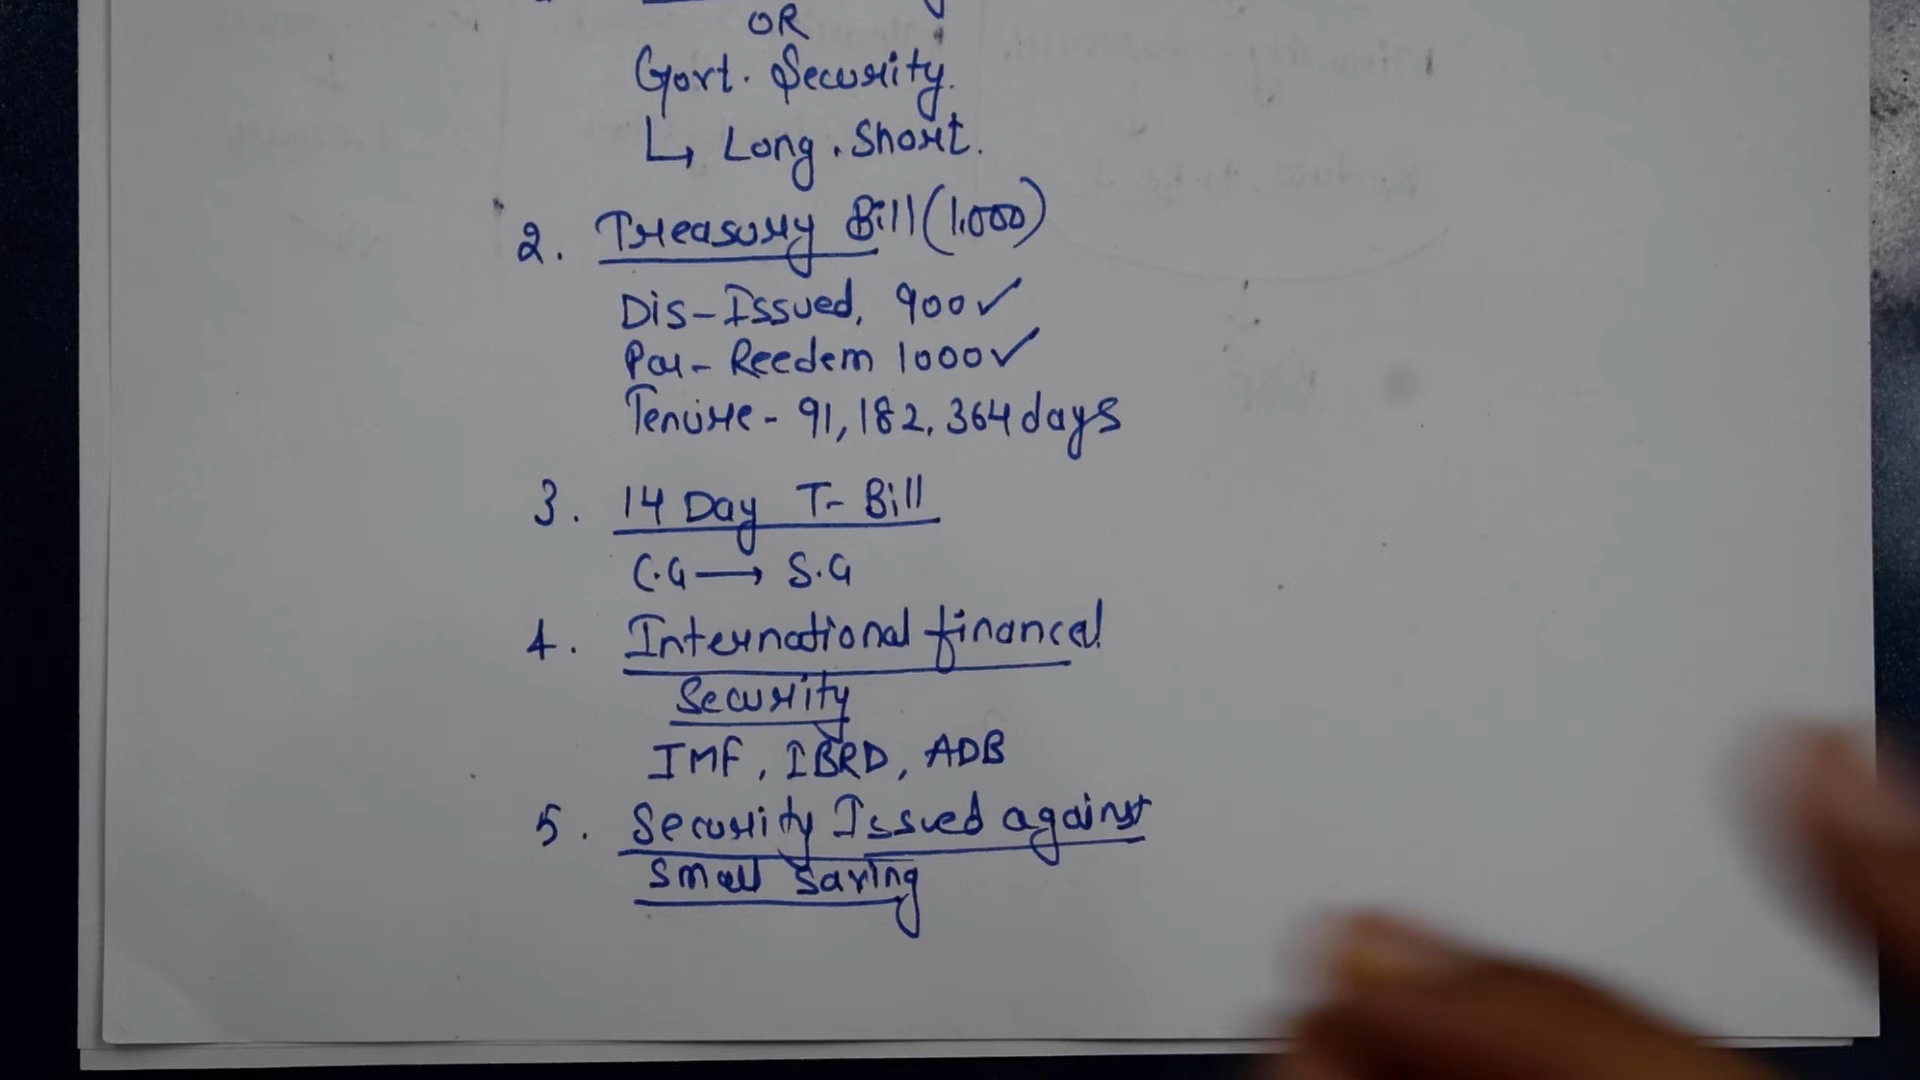 OR
Govt. Security.
↳ Long. Short.
2. Treasury Bill (1,000)
Dis-Issued, 900 ✓
Par- Reedem 1000 ✓
Tenure - 91, 182, 364 days
3. 14 Day T- Bill
C.G → S.G
4. International financal
Security
IMF, IBRD, ADB
5. Security Issued against
Small Saving